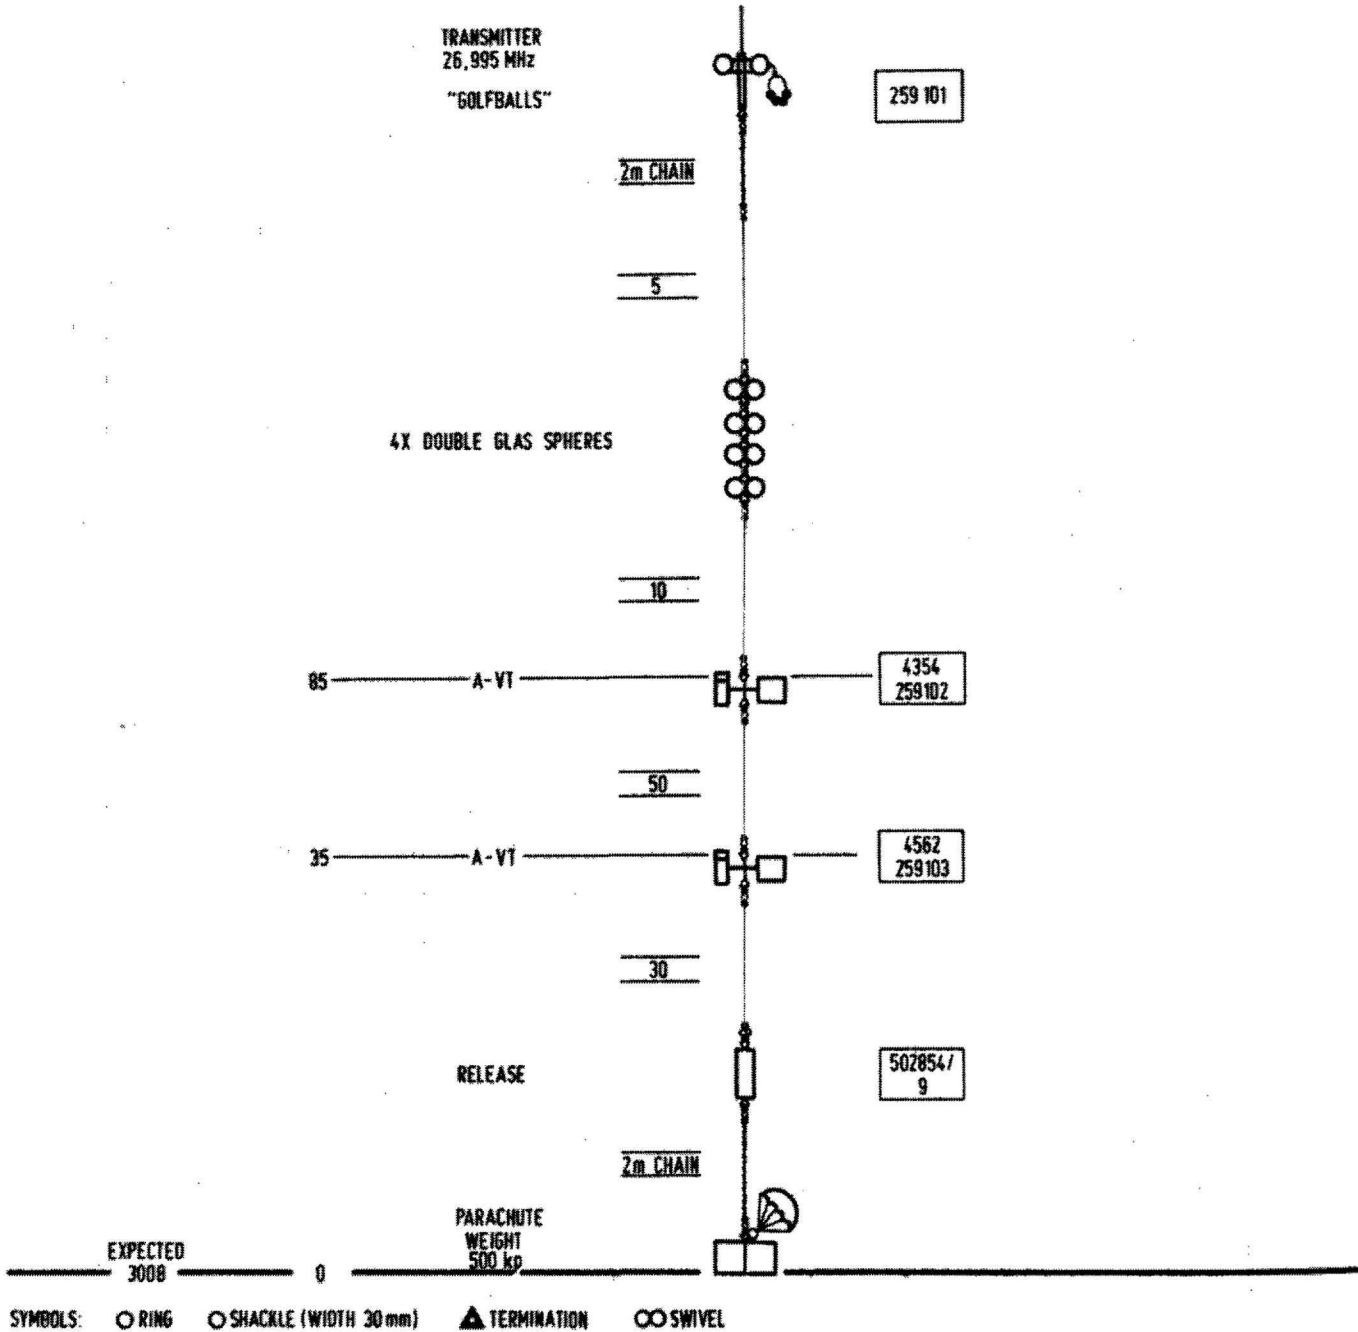 TRANSMITTER
26,995 MHz
"GOLFBALLS"
259 101
2m CHAIN
5
4X DOUBLE GLAS SPHERES
10
85 A-VT
4354
259102
50
35 A-VT
4562
259103
30
RELEASE
502854/
9
2m CHAIN
PARACHUTE
WEIGHT
500 kp
EXPECTED
3008
0
SYMBOLS: RING SHACKLE (WIDTH 30 mm) TERMINATION SWIVEL